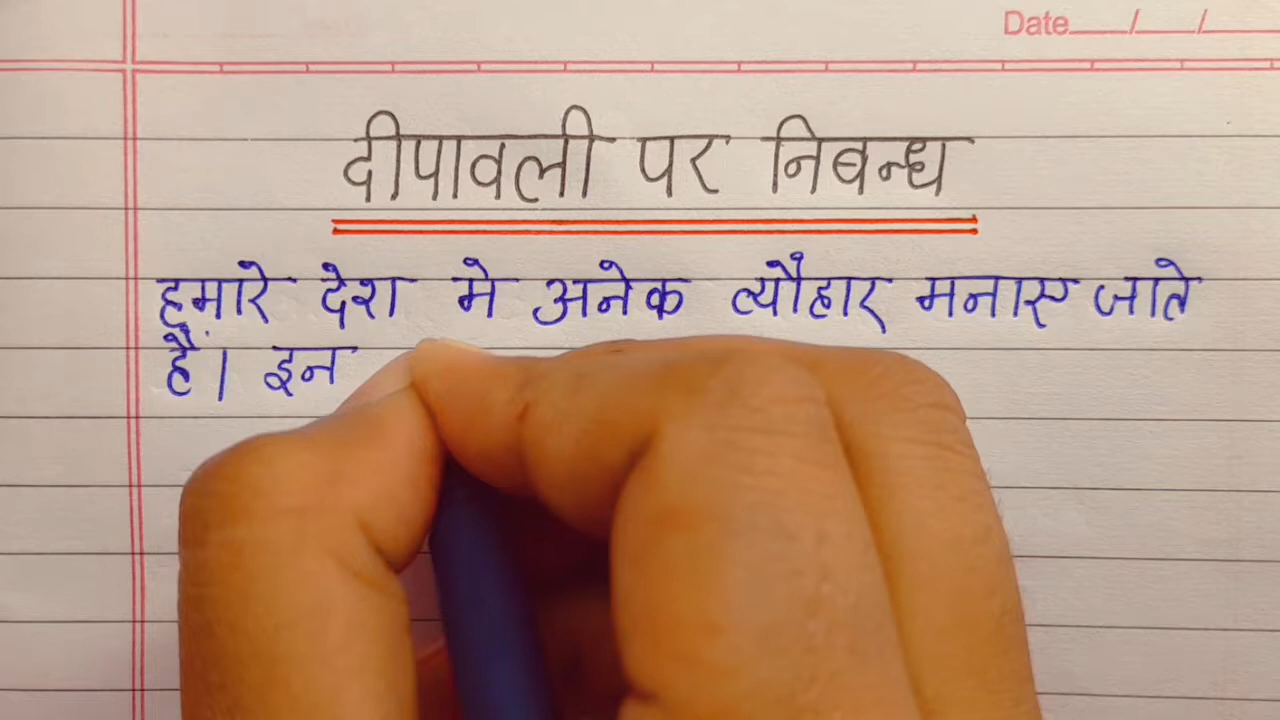 Date / /
दीपावली पर निबन्ध
हमारे देश मे अनेक त्यौहार मनाए जाते
हैं। इन